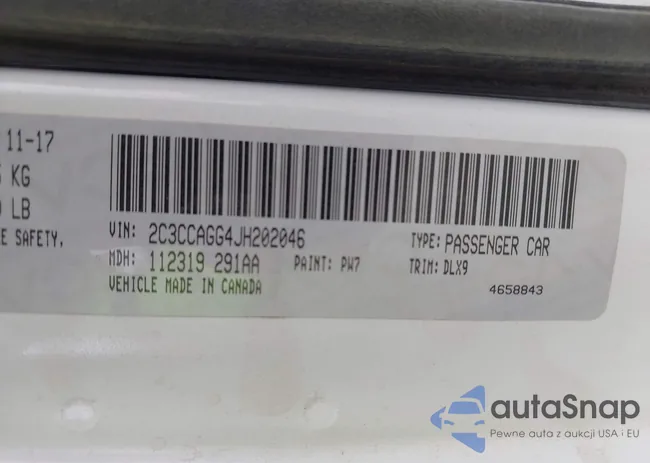 11-17
KG
LB
E SAFETY,
VIN: 2C3CCAGG4JH202046
TYPE: PASSENGER CAR
MDH: 112319 291AA
PAINT: PW7
TRIM: DLX9
VEHICLE MADE IN CANADA
4658843
autaSnap
Pewne auta z aukcji USA i EU